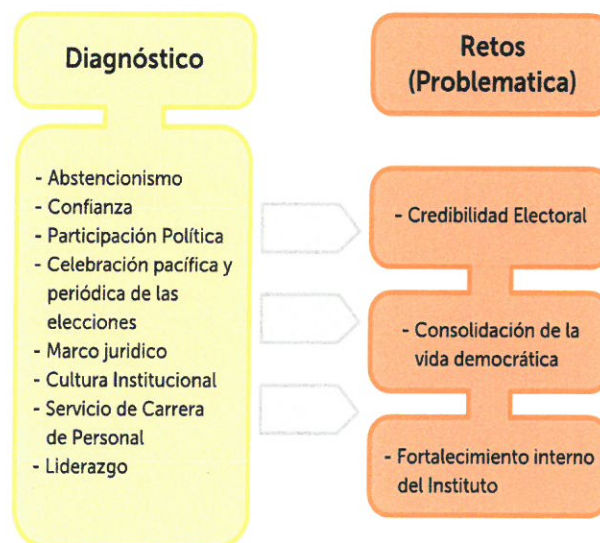 Diagnóstico
- Abstencionismo
- Confianza
- Participación Política
- Celebración pacífica y
periódica de las
elecciones
- Marco juridico
- Cultura Institucional
- Servicio de Carrera
de Personal
- Liderazgo
Retos
(Problematica)
- Credibilidad Electoral
- Consolidación de la
vida democrática
- Fortalecimiento interno
del Instituto